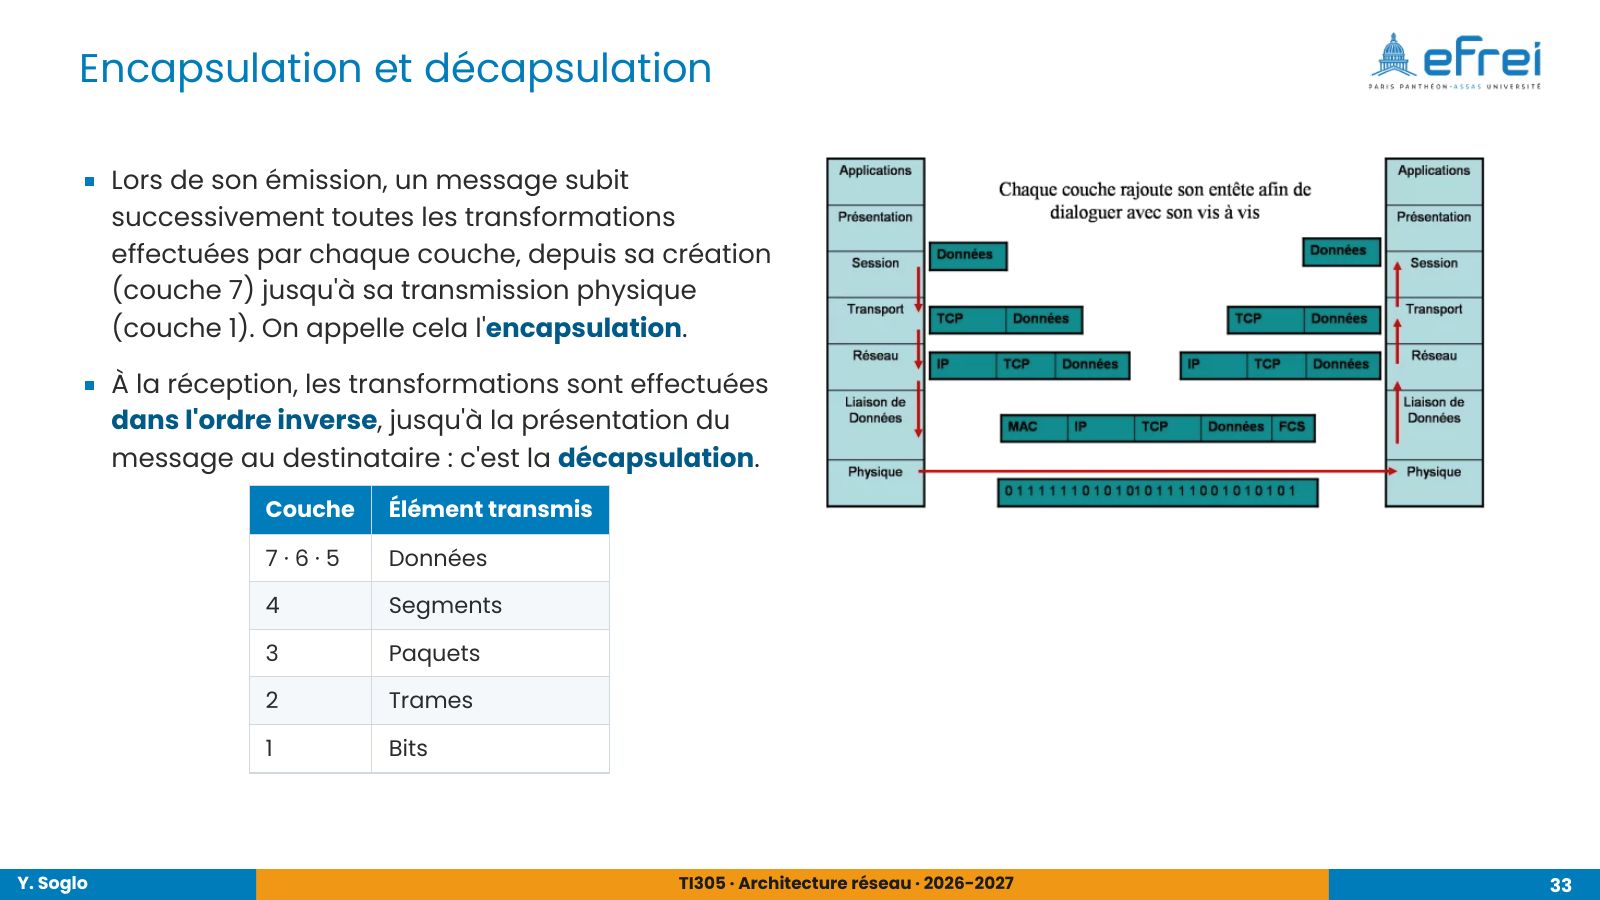 Encapsulation et décapsulation
efrei
PARIS PANTHÉON-ASSAS UNIVERSITÉ
Lors de son émission, un message subit
successivement toutes les transformations
effectuées par chaque couche, depuis sa création
(couche 7) jusqu'à sa transmission physique
(couche 1). On appelle cela l'encapsulation.
À la réception, les transformations sont effectuées
dans l'ordre inverse, jusqu'à la présentation du
message au destinataire : c'est la décapsulation.
Couche Élément transmis
7 · 6 · 5 Données
4 Segments
3 Paquets
2 Trames
1 Bits
Chaque couche rajoute son entête afin de
dialoguer avec son vis à vis
Applications Applications
Présentation Présentation
Session Données Données Session
Transport TCP Données TCP Données Transport
Réseau IP TCP Données IP TCP Données Réseau
Liaison de Liaison de
Données MAC IP TCP Données FCS Données
Physique Physique
0 1 1 1 1 1 1 0 1 0 1 01 0 1 1 1 1 0 0 1 0 1 0 1 0 1
Y. Soglo
TI305 · Architecture réseau · 2026-2027
33